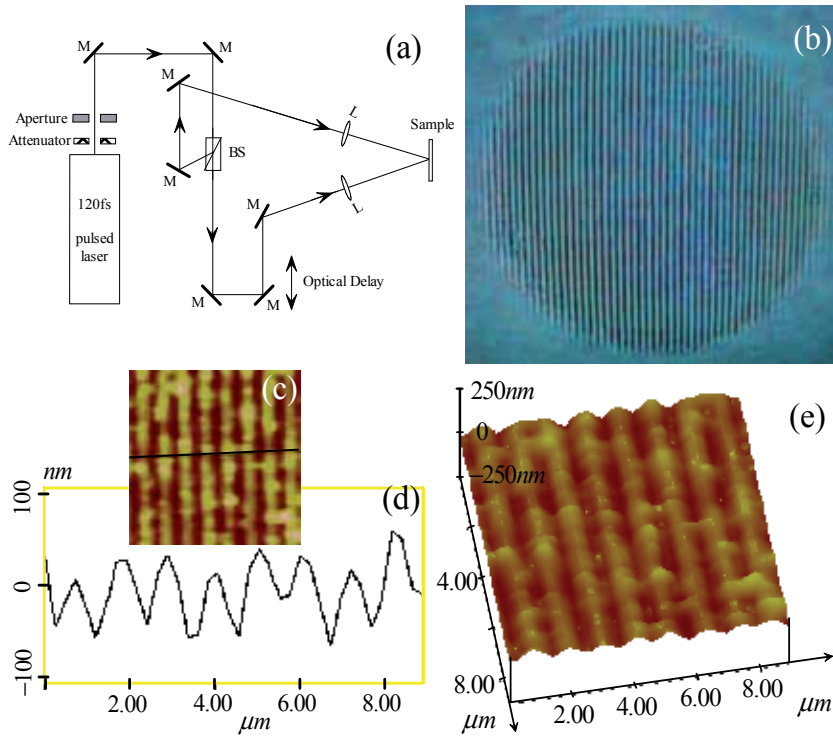 (a)
M
M
M
Aperture
Attenuator
L
Sample
BS
M
120fs
pulsed
laser
M
L
M
M
Optical Delay
(b)
(c)
(d)
nm
100
0
-100
2.00
4.00
6.00
8.00
μm
(e)
250nm
0
-250nm
4.00
8.00
μm
2.00
4.00
6.00
8.00
μm